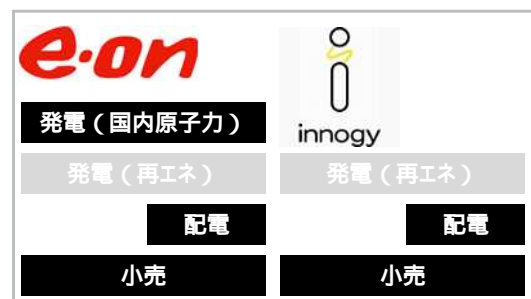 e·on
innogy
発電（国内原子力）
発電（再エネ） 発電（再エネ）
配電 配電
小売 小売